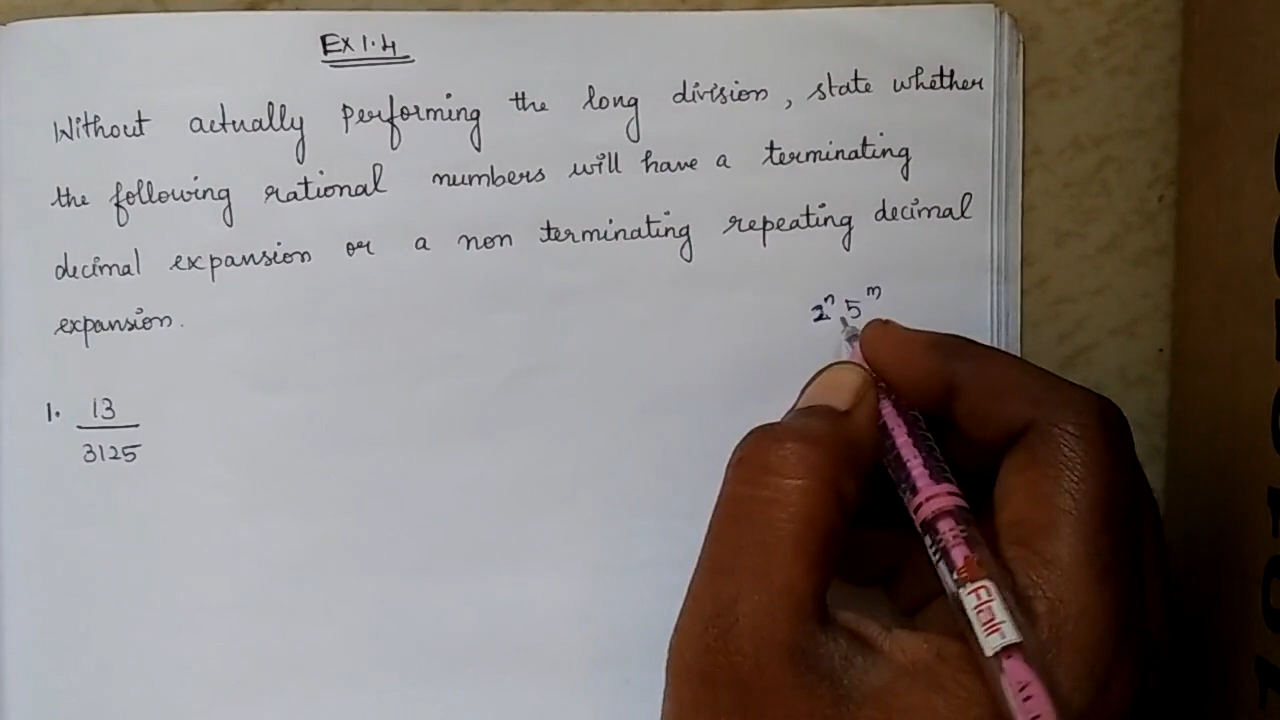 Ex 1.4
Without actually performing the long division, state whether
the following rational numbers will have a terminating
decimal expansion or a non terminating repeating decimal
expansion.
2ⁿ 5ᵐ
1. 13
3125
Flair